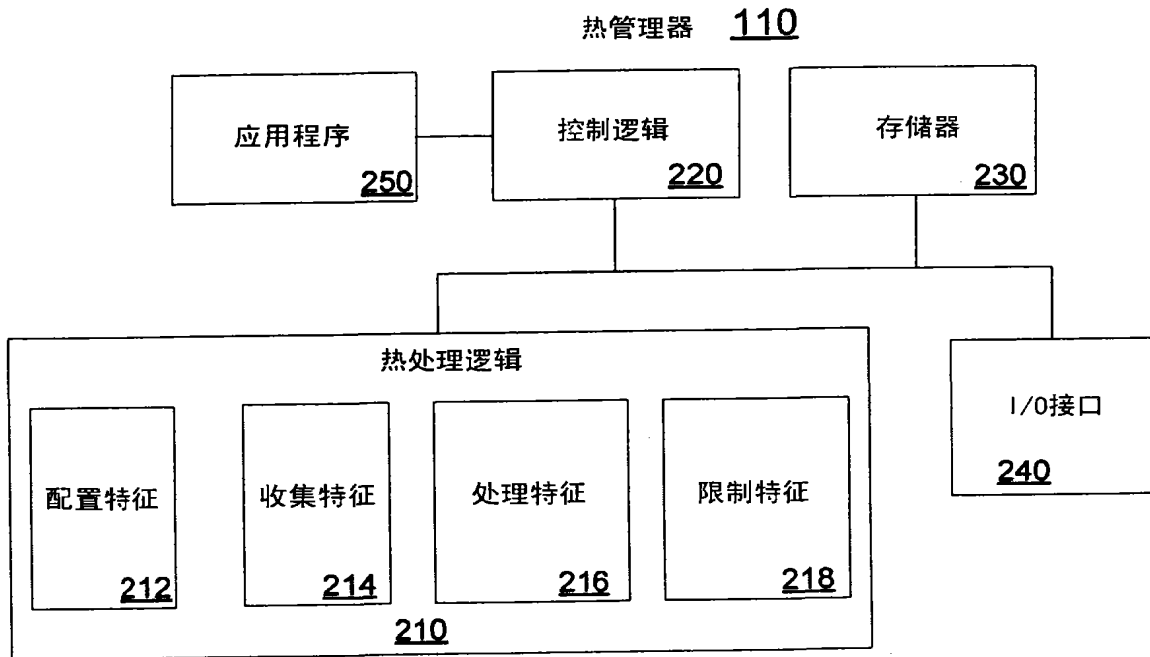 热管理器 110
应用程序
250
控制逻辑
220
存储器
230
热处理逻辑
配置特征
212
收集特征
214
处理特征
216
限制特征
218
210
I/O接口
240